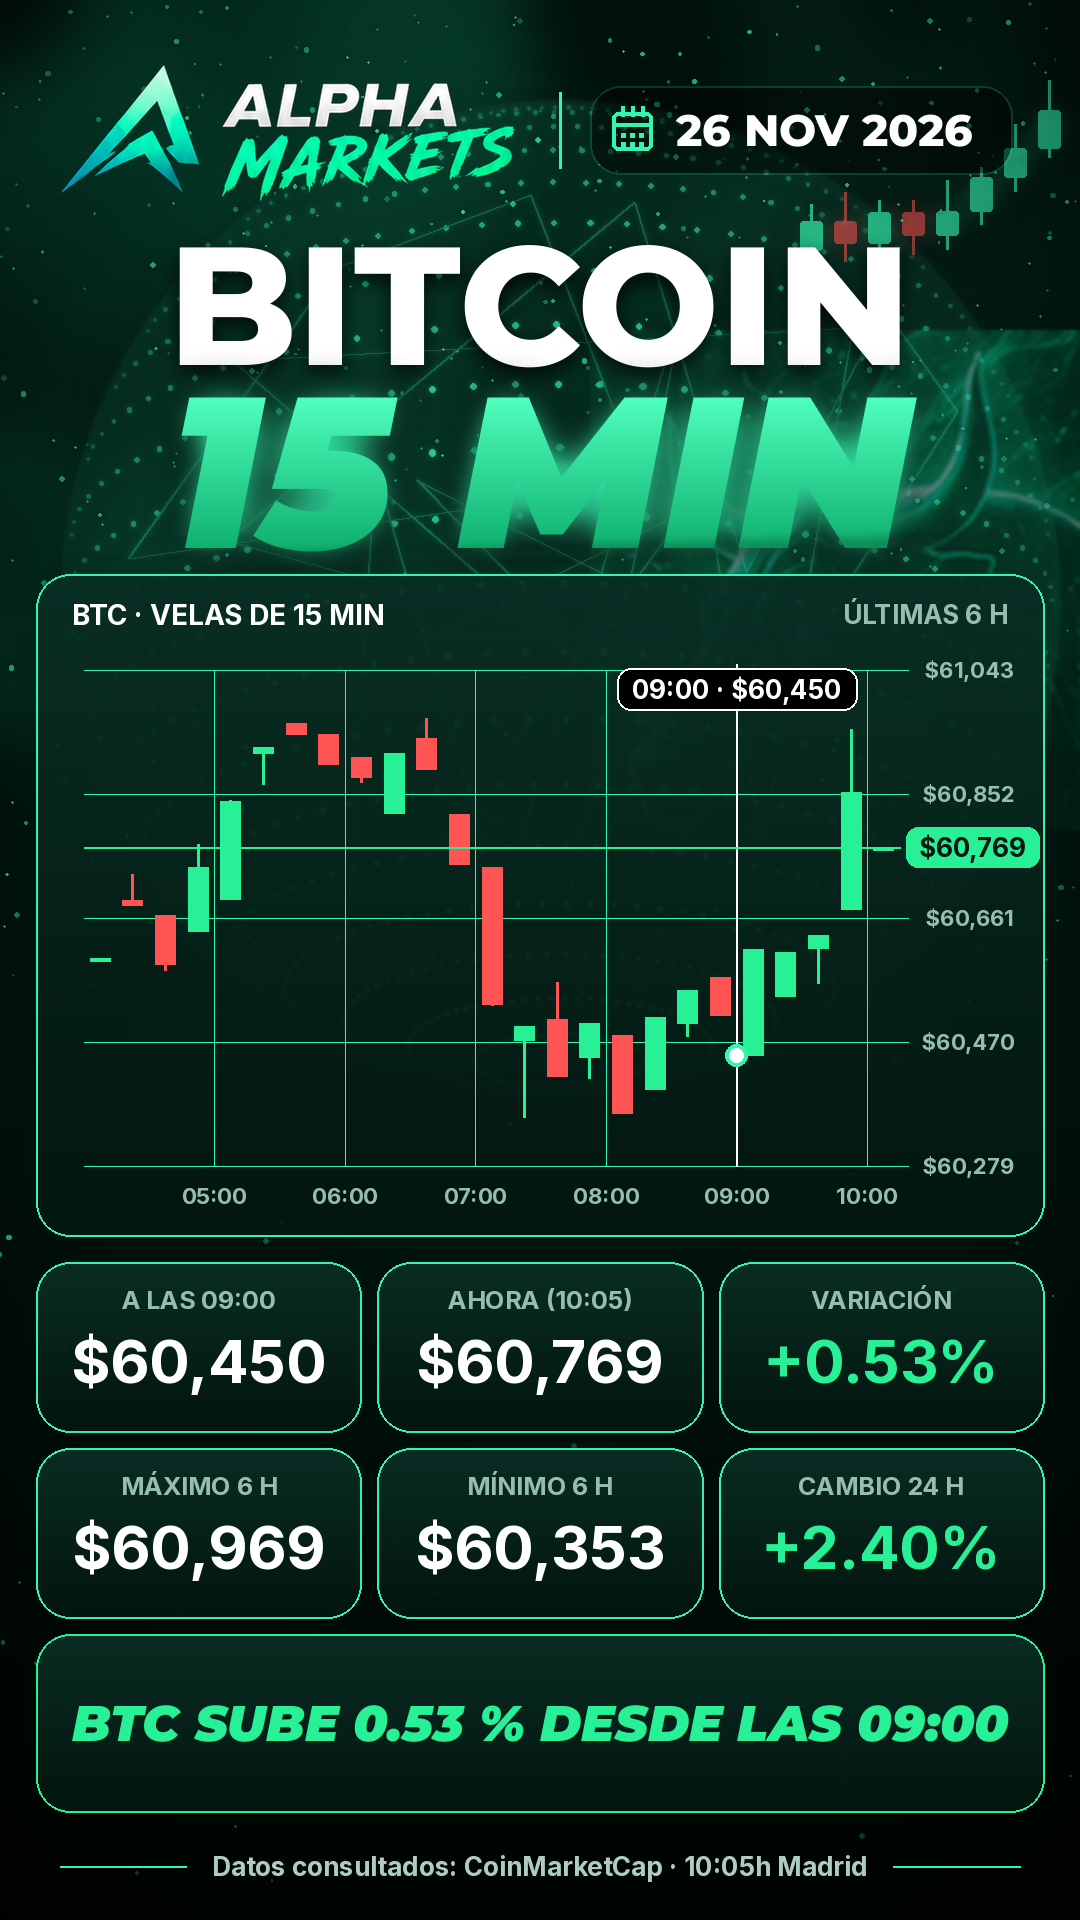 ALPHA
MARKETS
26 NOV 2026
BITCOIN
15 MIN
BTC · VELAS DE 15 MIN
ÚLTIMAS 6 H
$61,043
09:00 · $60,450
$60,852
$60,769
$60,661
$60,470
$60,279
05:00 06:00 07:00 08:00 09:00 10:00
A LAS 09:00
$60,450
AHORA (10:05)
$60,769
VARIACIÓN
+0.53%
MÁXIMO 6 H
$60,969
MÍNIMO 6 H
$60,353
CAMBIO 24 H
+2.40%
BTC SUBE 0.53 % DESDE LAS 09:00
Datos consultados: CoinMarketCap · 10:05h Madrid